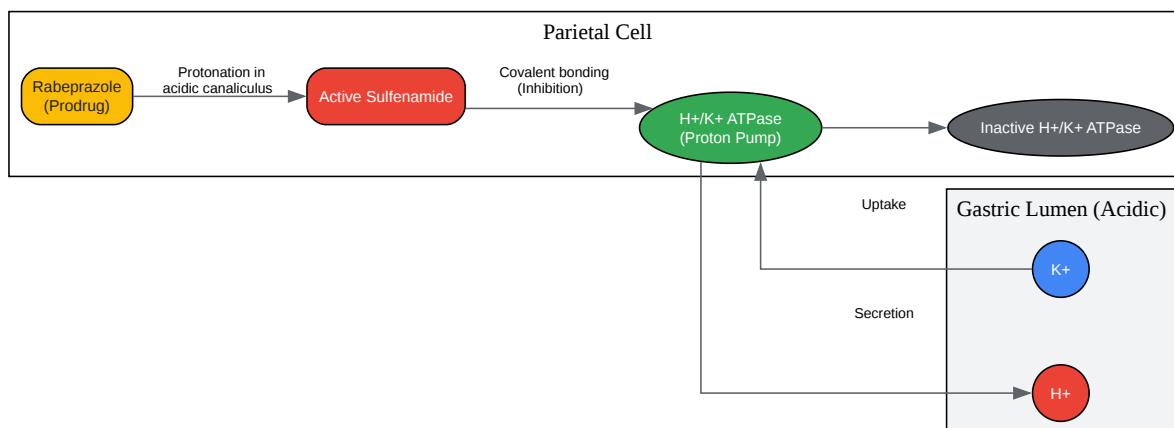 Parietal Cell
Rabeprazole
(Prodrug)
Protonation in
acidic canaliculus
Active Sulfenamide
Covalent bonding
(Inhibition)
H+/K+ ATPase
(Proton Pump)
Inactive H+/K+ ATPase
Uptake
Gastric Lumen (Acidic)
K+
Secretion
H+